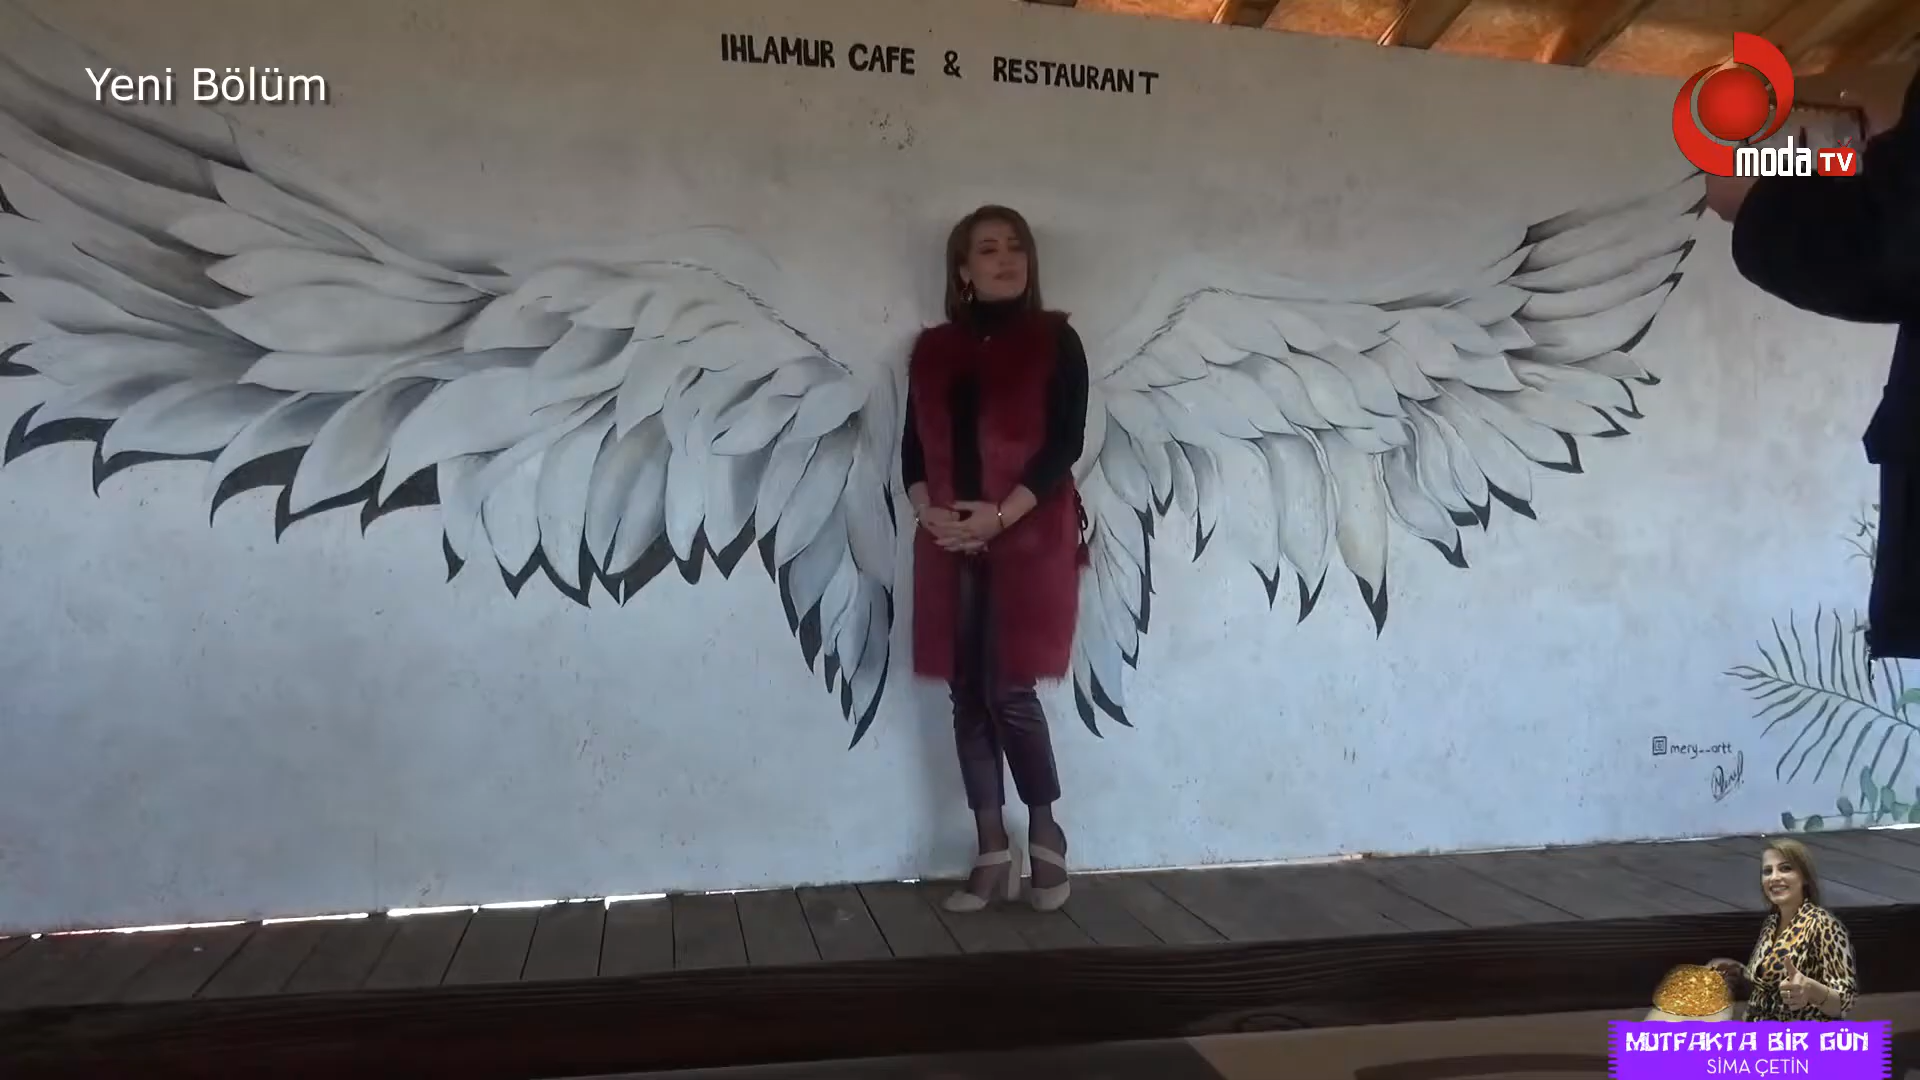 IHLAMUR CAFE & RESTAURANT
Yeni Bölüm
moda TV
mery__artt
MUTFAKTA BİR GÜN
SİMA ÇETİN